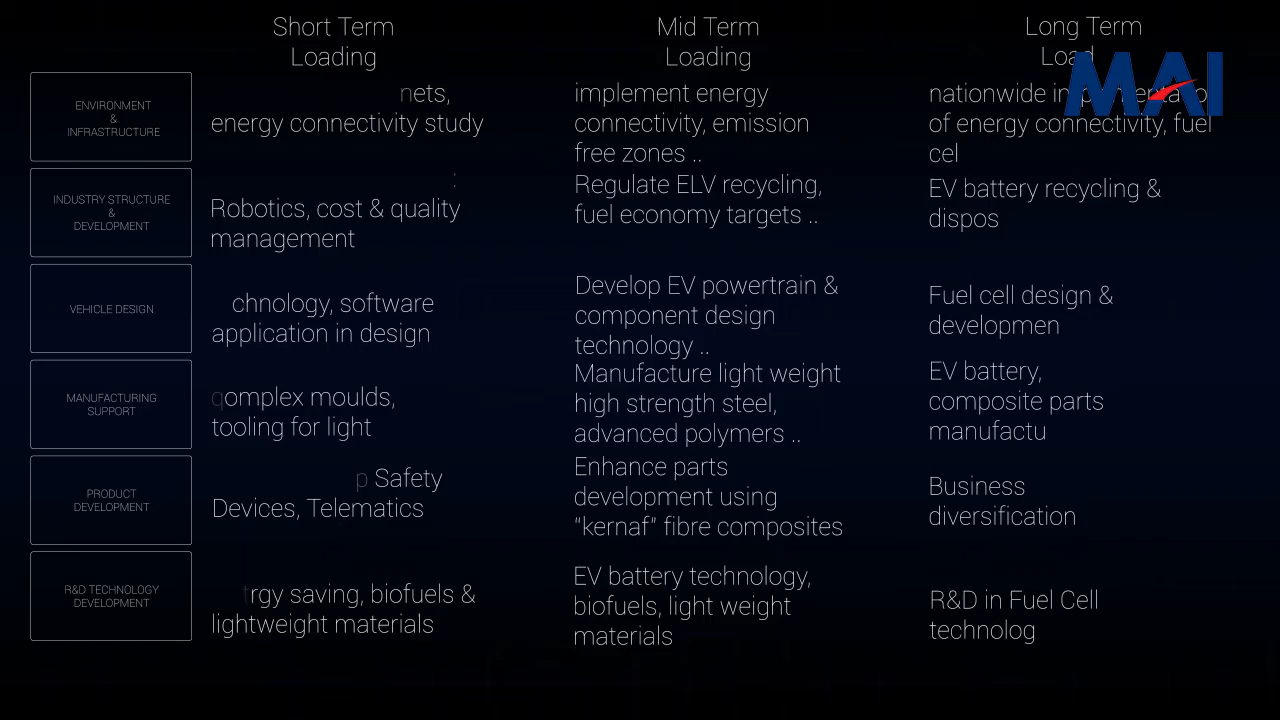 Short Term
Loading
Mid Term
Loading
Long Term
Load
MAI
ENVIRONMENT
&
INFRASTRUCTURE
nets,
energy connectivity study
implement energy
connectivity, emission
free zones ..
nationwide
of energy connectivity, fuel
cel
INDUSTRY STRUCTURE
&
DEVELOPMENT
:
Robotics, cost & quality
management
Regulate ELV recycling,
fuel economy targets ..
EV battery recycling &
dispos
VEHICLE DESIGN
chnology, software
application in design
Develop EV powertrain &
component design
technology ..
Fuel cell design &
developmen
MANUFACTURING
SUPPORT
omplex moulds,
tooling for light
Manufacture light weight
high strength steel,
advanced polymers ..
EV battery,
composite parts
manufactu
PRODUCT
DEVELOPMENT
p Safety
Devices, Telematics
Enhance parts
development using
“kernaf” fibre composites
Business
diversification
R&D TECHNOLOGY
DEVELOPMENT
rgy saving, biofuels &
lightweight materials
EV battery technology,
biofuels, light weight
materials
R&D in Fuel Cell
technolog